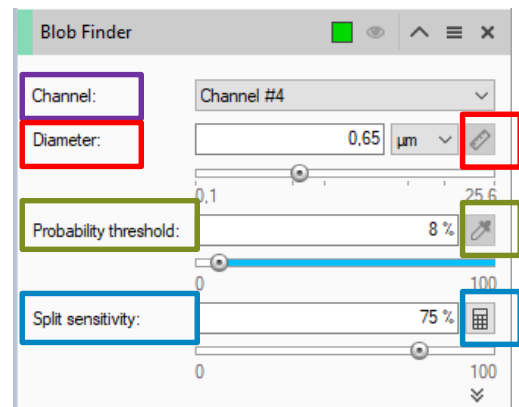 Blob Finder
Channel: Channel #4
Diameter: 0,65 µm
0,1 25,6
Probability threshold: 8 %
0 100
Split sensitivity: 75 %
0 100